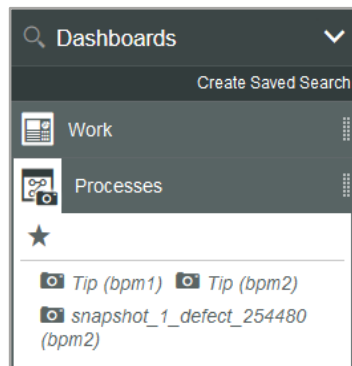 Dashboards
Create Saved Search
Work
Processes
Tip (bpm1) Tip (bpm2)
snapshot_1_defect_254480
(bpm2)